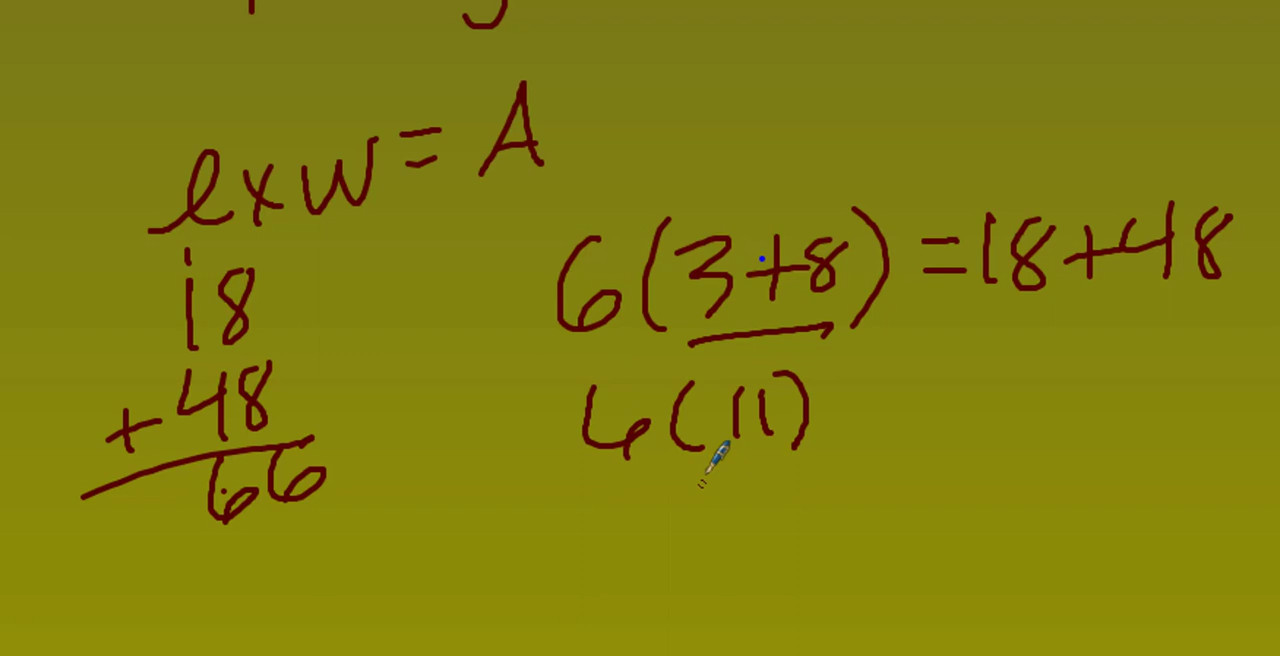 l x w = A
6(3+8) = 18+48
18
+48
66
6(11)